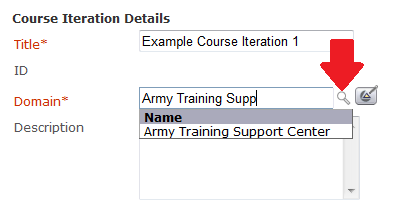 Course Iteration Details
Title* Example Course Iteration 1
ID
Domain* Army Training Supp
Name
Army Training Support Center
Description